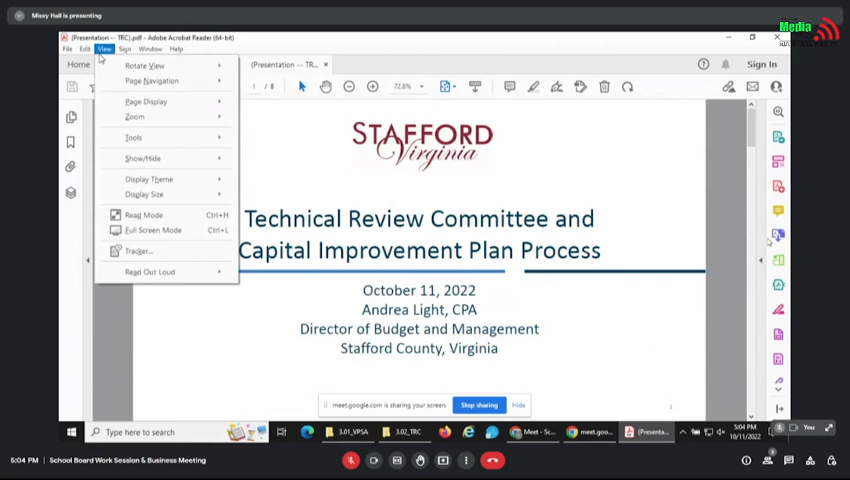 Missy Hall is presenting
Media
(Presentation -- TRC).pdf - Adobe Acrobat Reader (64-bit)
File Edit View Sign Window Help
Home
(Presentation -- TRC).pdf ×
Sign In
1 / 8
72.8%
Rotate View
Page Navigation
Page Display
Zoom
Tools
Show/Hide
Display Theme
Display Size
Read Mode Ctrl+H
Full Screen Mode Ctrl+L
Tracker...
Read Out Loud
STAFFORD
Virginia
Technical Review Committee and
Capital Improvement Plan Process
October 11, 2022
Andrea Light, CPA
Director of Budget and Management
Stafford County, Virginia
meet.google.com is sharing your screen.
Stop sharing
Hide
1
Type here to search
3.01_VPSA
3.02_TRC
Meet - Sc...
meet.goo...
(Presenta...
5:04 PM
10/11/2022
You
5:04 PM | School Board Work Session & Business Meeting